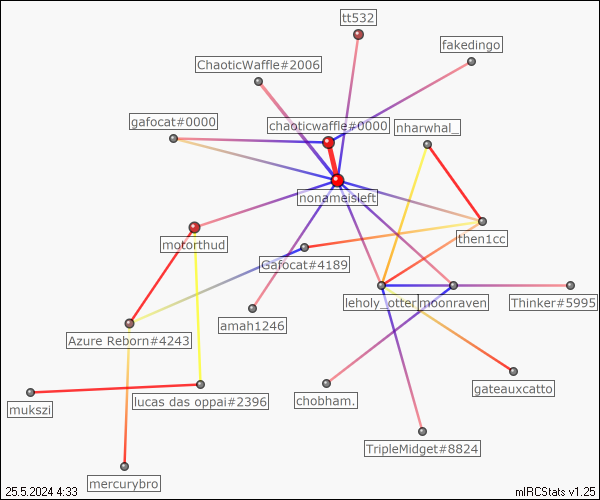 tt532
fakedingo
ChaoticWaffle#2006
gafocat#0000
chaoticwaffle#0000
nharwhal_
nonameisleft
then1cc
motorthud
Gafocat#4189
leholy_otter
moonraven
Thinker#5995
amah1246
Azure Reborn#4243
gateauxcatto
chobham.
lucas das oppai#2396
mukszi
TripleMidget#8824
mercurybro
25.5.2024 4:33
mIRCStats v1.25